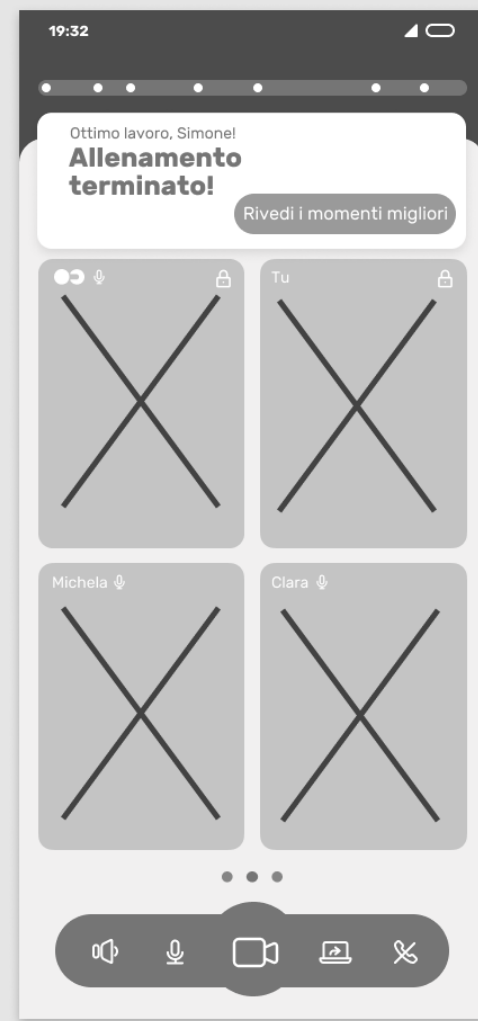 19:32
Ottimo lavoro, Simone!
Allenamento
terminato!
Rivedi i momenti migliori
Tu
Michela
Clara